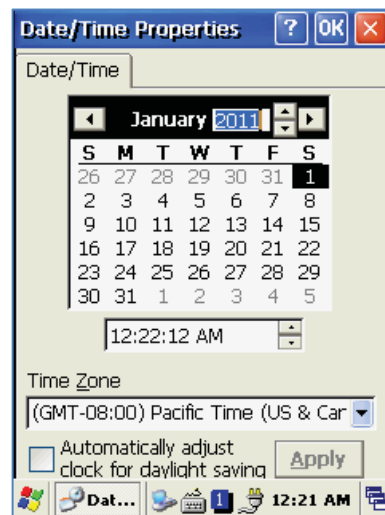 Date/Time Properties ? OK ×
Date/Time
January 2011
S M T W T F S
26 27 28 29 30 31 1
2 3 4 5 6 7 8
9 10 11 12 13 14 15
16 17 18 19 20 21 22
23 24 25 26 27 28 29
30 31 1 2 3 4 5
12:22:12 AM
Time Zone
(GMT-08:00) Pacific Time (US & Car
Automatically adjust
clock for daylight saving
Apply
Dat... 1 12:21 AM